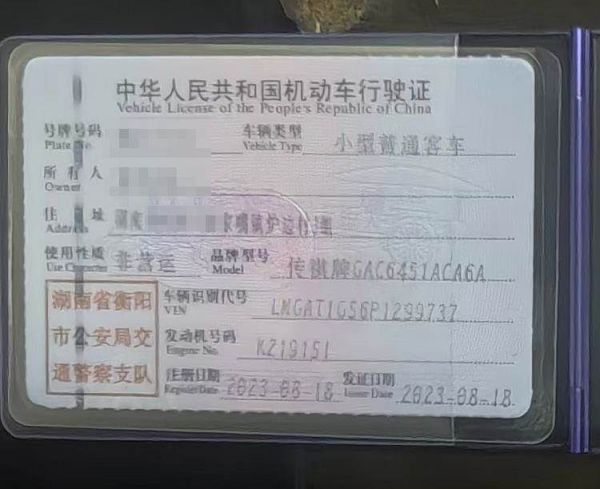 中华人民共和国机动车行驶证
Vehicle License of the People's Republic of China
号牌号码 车辆类型 小型普通客车
Plate No. Vehicle Type
所有人
Owner
住址
Address
使用性质 非营运 品牌型号 传祺牌GAC6451ACA6A
Use Character Model
湖南省衡阳
市公安局交
通警察支队
车辆识别代号 LMGAT1G56P1299737
VIN
发动机号码 KZ19151
Engine No.
注册日期 2023-08-18 发证日期 2023-08-18
Register Date Issue Date